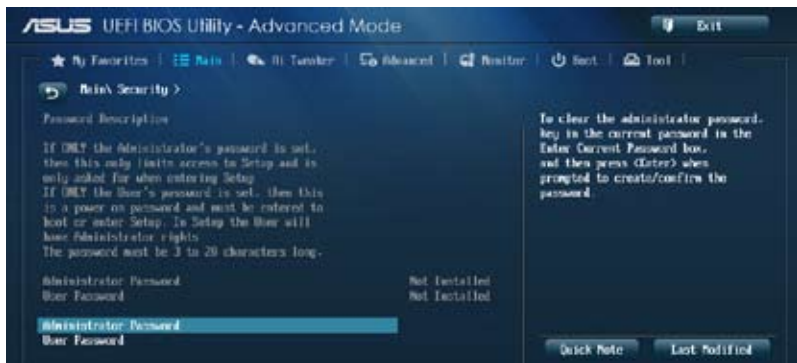 ASUS UEFI BIOS Utility - Advanced Mode
Exit
My Favorites
Main
Ai Tweaker
Advanced
Monitor
Boot
Tool
Main\ Security >
Password Description
If ONLY the Administrator's password is set,
then this only limits access to Setup and is
only asked for when entering Setup
If ONLY the User's password is set, then this
is a power on password and must be entered to
boot or enter Setup. In Setup the User will
have Administrator rights
The password must be 3 to 20 characters long.
Administrator Password Not Installed
User Password Not Installed
Administrator Password
User Password
To clear the administrator password,
key in the current password in the
Enter Current Password box,
and then press <Enter> when
prompted to create/confirm the
password.
Quick Note
Last Modified